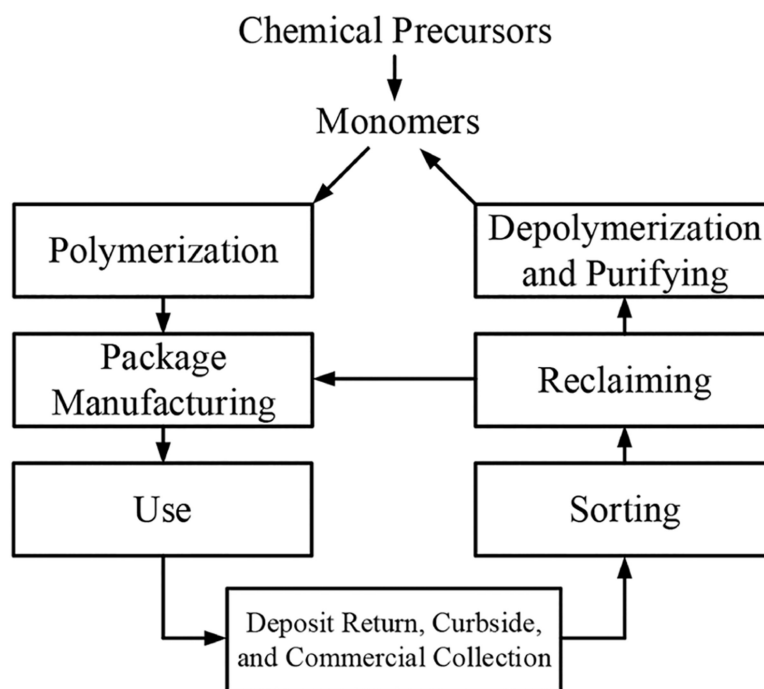 Chemical Precursors
Monomers
Polymerization
Depolymerization
and Purifying
Package
Manufacturing
Reclaiming
Use
Sorting
Deposit Return, Curbside,
and Commercial Collection